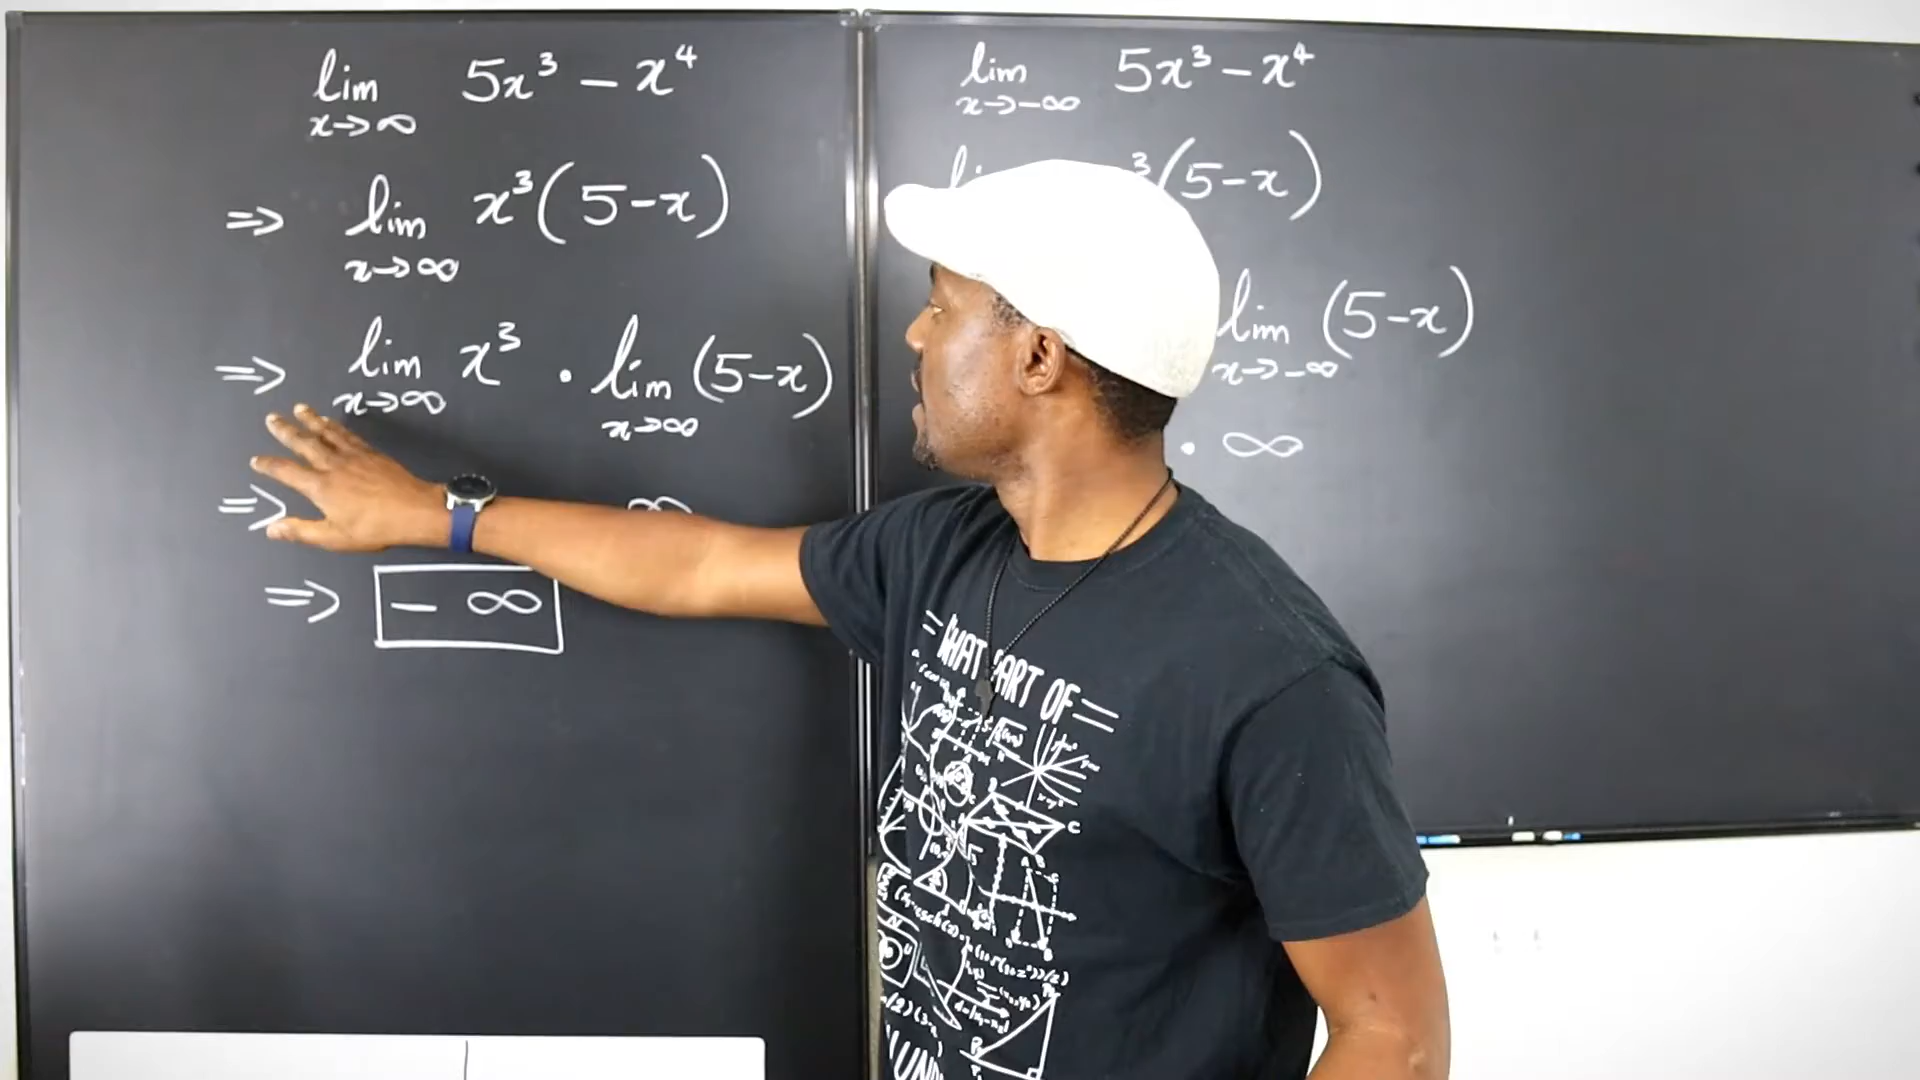 lim 5x³ - x⁴
x→∞
=> lim x³(5-x)
x→∞
=> lim x³ · lim (5-x)
x→∞ x→∞
=> ∞
=> - ∞
lim 5x³ - x⁴
x→-∞
³(5-x)
lim (5-x)
x→-∞
· ∞
WHAT PART OF